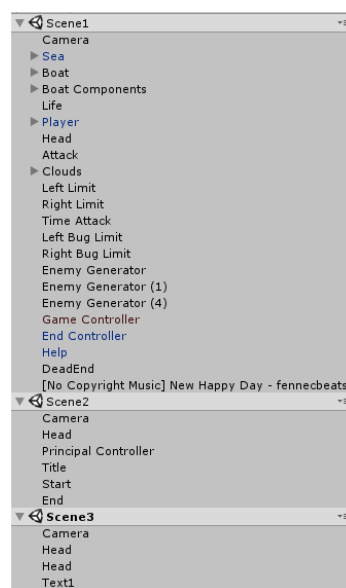 Scene1
Camera
Sea
Boat
Boat Components
Life
Player
Head
Attack
Clouds
Left Limit
Right Limit
Time Attack
Left Bug Limit
Right Bug Limit
Enemy Generator
Enemy Generator (1)
Enemy Generator (4)
Game Controller
End Controller
Help
DeadEnd
[No Copyright Music] New Happy Day - fennecbeats
Scene2
Camera
Head
Principal Controller
Title
Start
End
Scene3
Camera
Head
Head
Text1